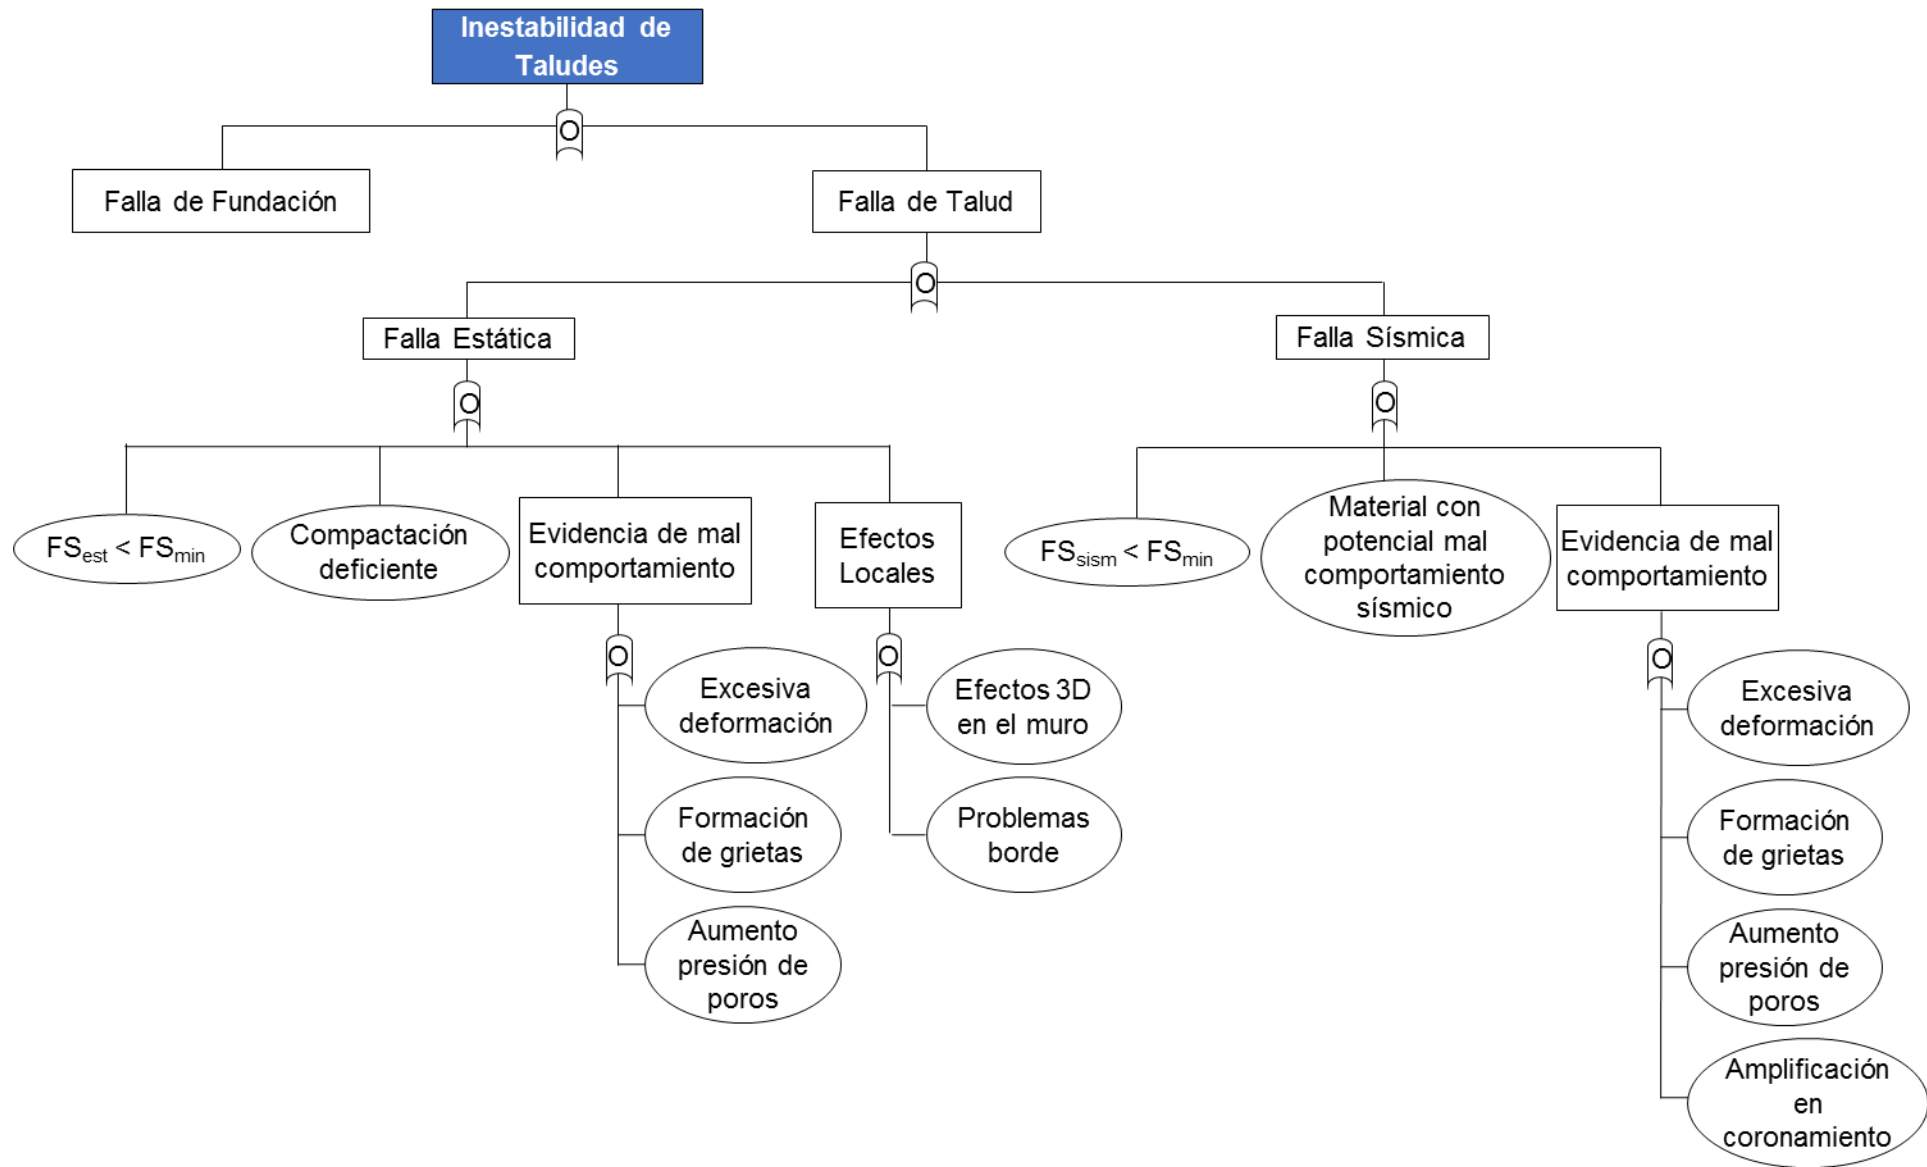 Inestabilidad de
Taludes
O
Falla de Fundación
Falla de Talud
O
Falla Estática
Falla Sísmica
O
O
FSest < FSmin
Compactación
deficiente
Evidencia de mal
comportamiento
Efectos
Locales
FSsism < FSmin
Material con
potencial mal
comportamiento
sísmico
Evidencia de mal
comportamiento
O
O
O
Excesiva
deformación
Formación
de grietas
Aumento
presión de
poros
Efectos 3D
en el muro
Problemas
borde
Excesiva
deformación
Formación
de grietas
Aumento
presión de
poros
Amplificación
en
coronamiento